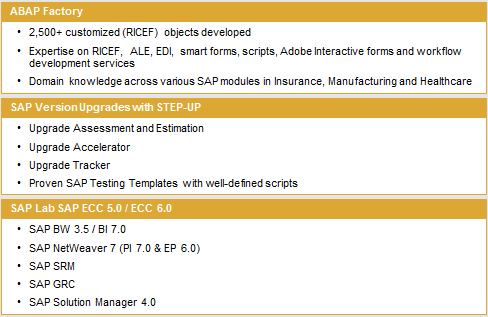 ABAP Factory
• 2,500+ customized (RICEF) objects developed
• Expertise on RICEF, ALE, EDI, smart forms, scripts, Adobe Interactive forms and workflow
development services
• Domain knowledge across various SAP modules in Insurance, Manufacturing and Healthcare
SAP Version Upgrades with STEP-UP
• Upgrade Assessment and Estimation
• Upgrade Accelerator
• Upgrade Tracker
• Proven SAP Testing Templates with well-defined scripts
SAP Lab SAP ECC 5.0 / ECC 6.0
• SAP BW 3.5 / BI 7.0
• SAP NetWeaver 7 (PI 7.0 & EP 6.0)
• SAP SRM
• SAP GRC
• SAP Solution Manager 4.0